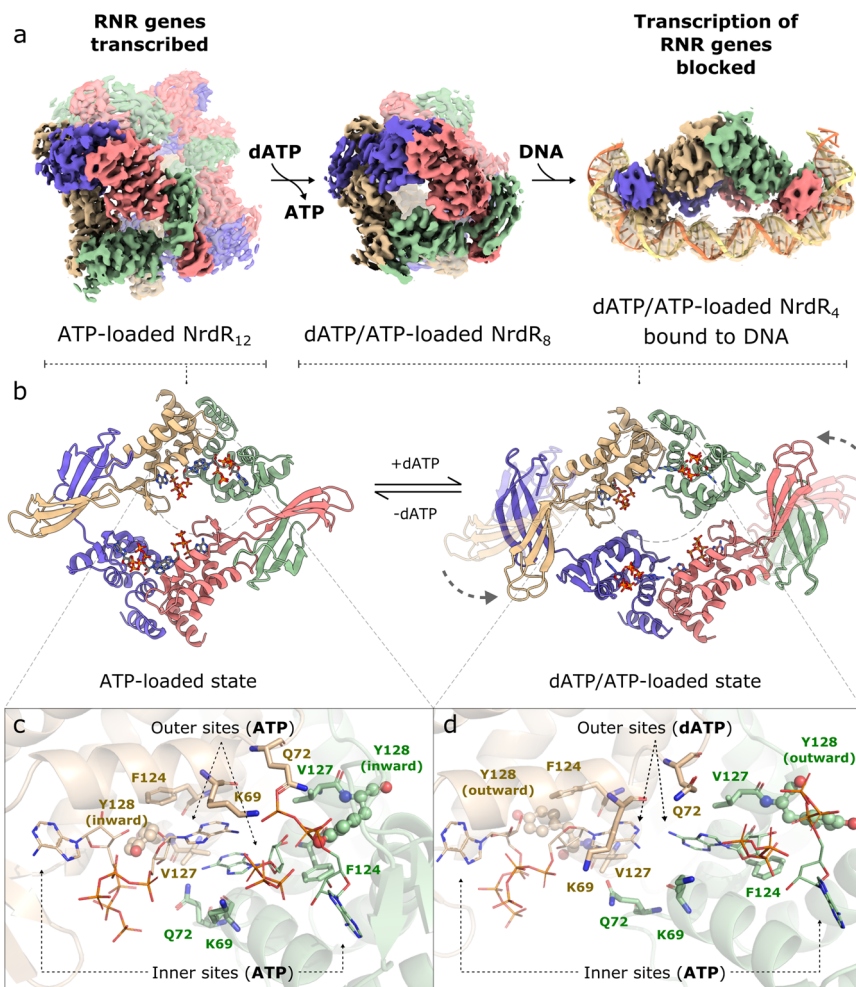 a
RNR genes
transcribed
Transcription of
RNR genes
blocked
dATP
ATP
DNA
ATP-loaded NrdR₁₂
dATP/ATP-loaded NrdR₈
dATP/ATP-loaded NrdR₄
bound to DNA
b
+dATP
-dATP
ATP-loaded state
dATP/ATP-loaded state
c
Outer sites (ATP)
Q72
Y128
(inward)
V127
F124
K69
Y128
(inward)
V127
F124
Q72
K69
Inner sites (ATP)
d
Outer sites (dATP)
Y128
(outward)
F124
Q72
V127
Y128
(outward)
V127
K69
F124
Q72
K69
Inner sites (ATP)